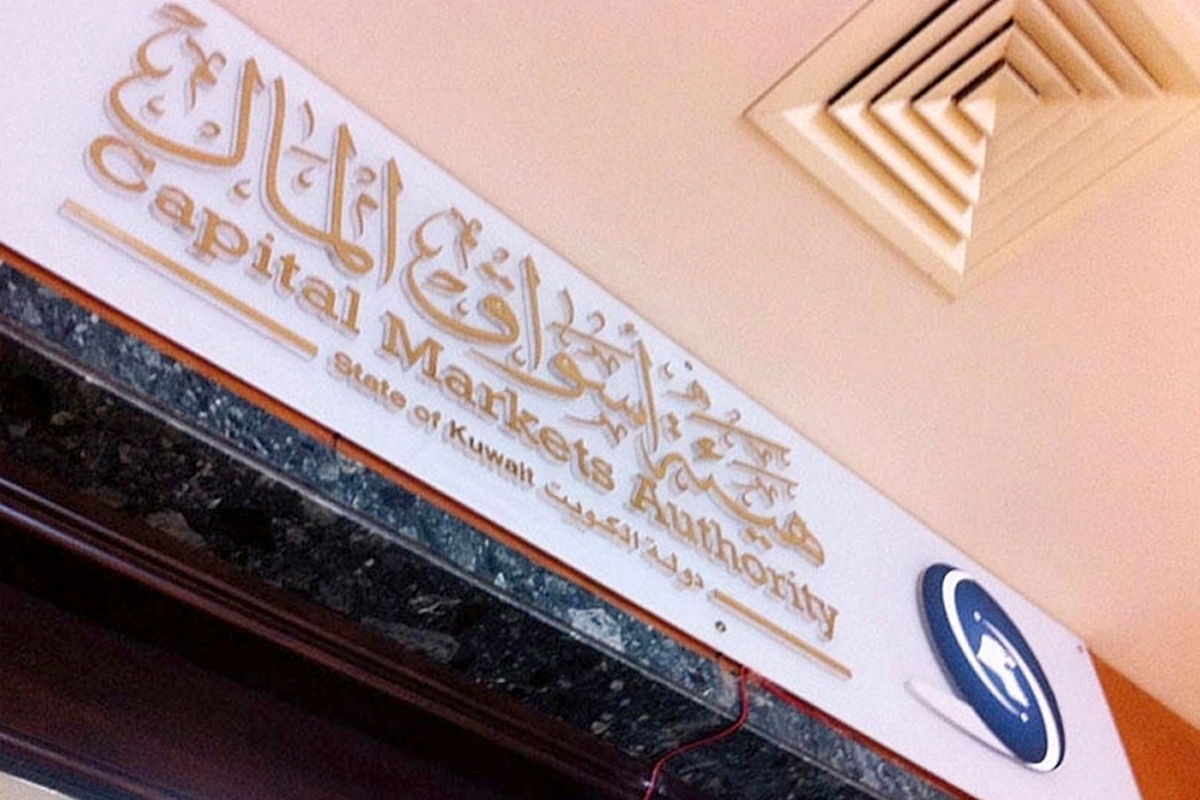 هيئة أسواق المال
Capital Markets Authority
State of Kuwait دولة الكويت